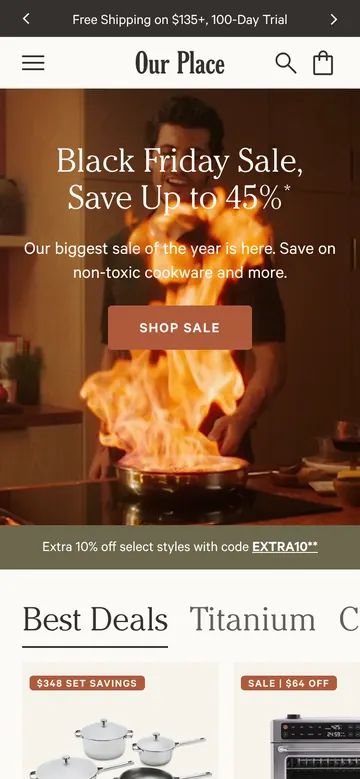 Free Shipping on $135+, 100-Day Trial
Our Place
Black Friday Sale,
Save Up to 45%*
Our biggest sale of the year is here. Save on
non-toxic cookware and more.
SHOP SALE
Extra 10% off select styles with code EXTRA10**
Best Deals Titanium C
$348 SET SAVINGS
SALE | $64 OFF